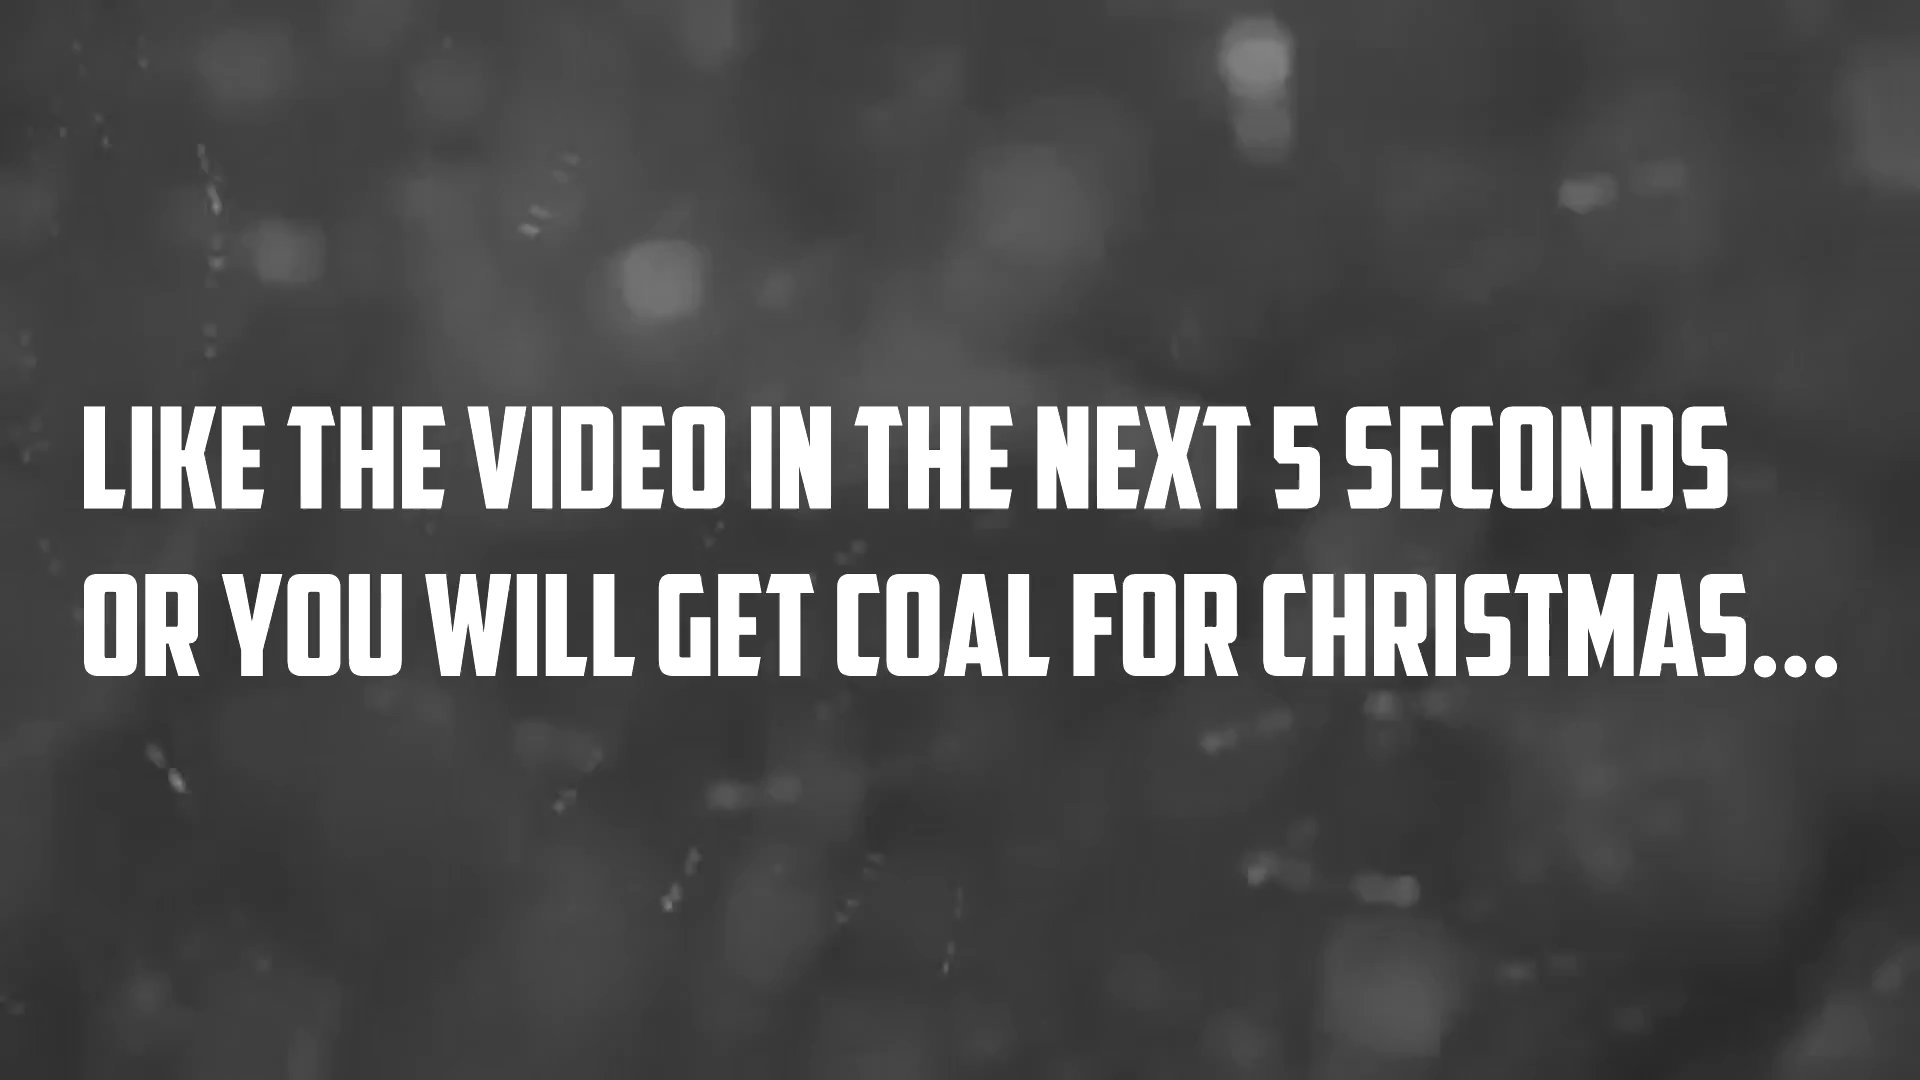 LIKE THE VIDEO IN THE NEXT 5 SECONDS
OR YOU WILL GET COAL FOR CHRISTMAS...